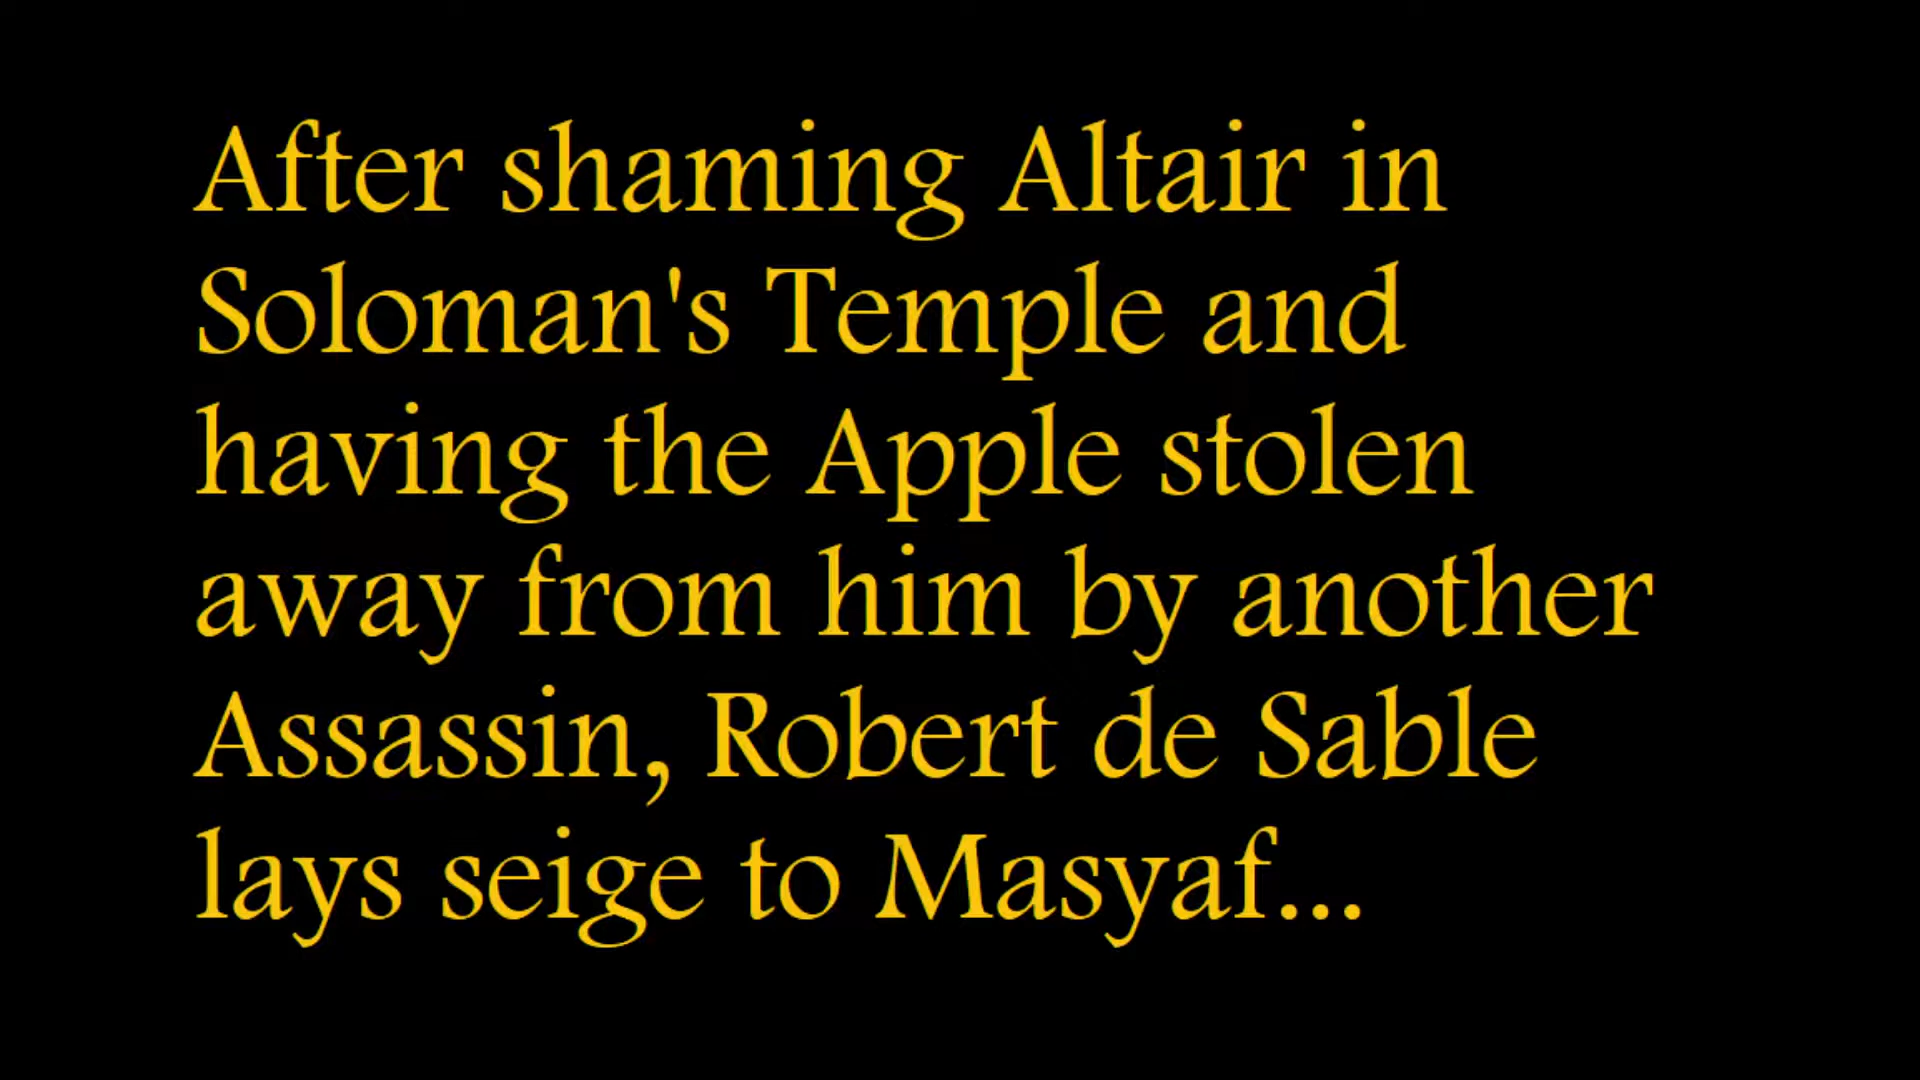 After shaming Altair in
Soloman's Temple and
having the Apple stolen
away from him by another
Assassin, Robert de Sable
lays seige to Masyaf...